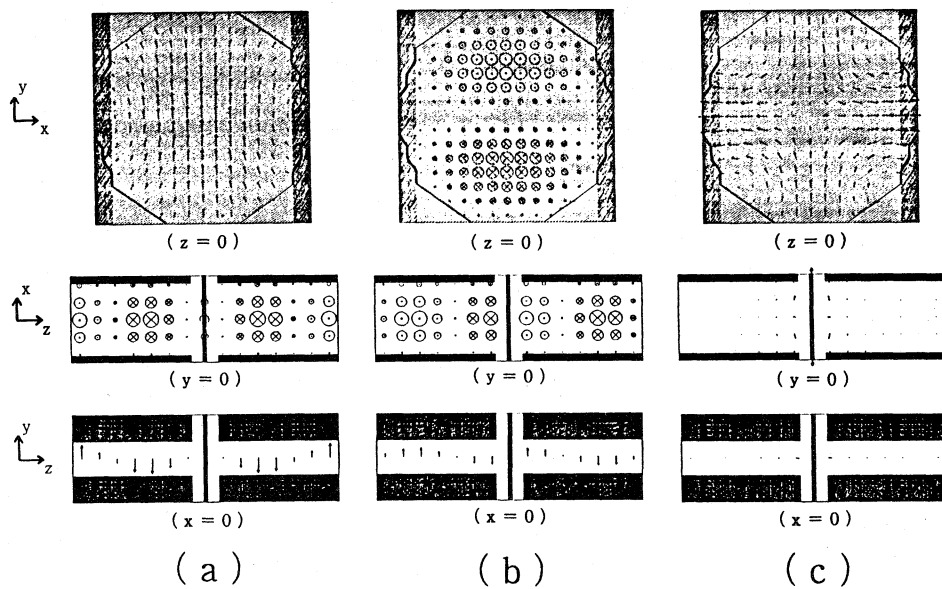 y
x
( z = 0 )
( z = 0 )
( z = 0 )
x
z
( y = 0 )
( y = 0 )
( y = 0 )
y
z
( x = 0 )
( x = 0 )
( x = 0 )
( a )
( b )
( c )